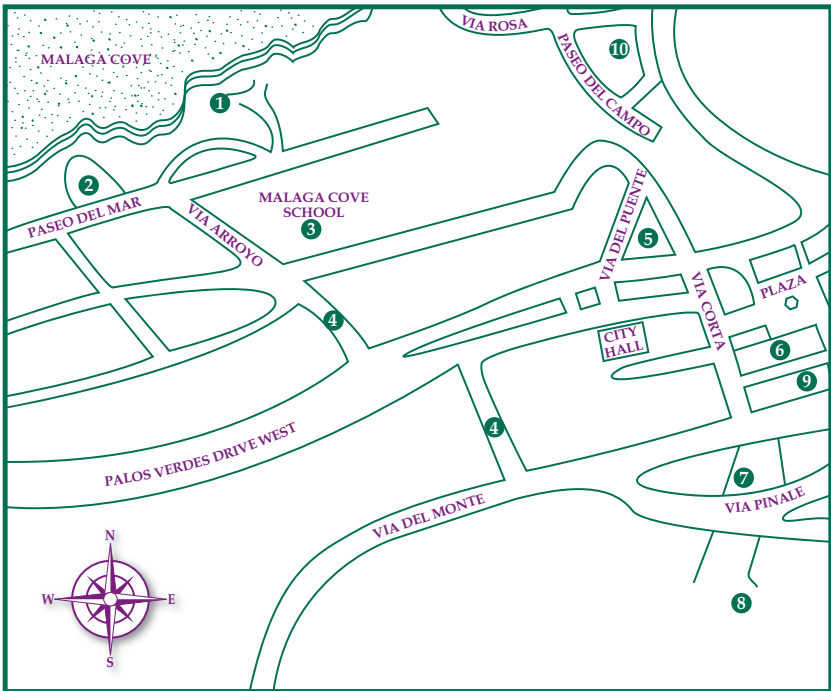 VIA ROSA
10
PASEO DEL CAMPO
MALAGA COVE
1
2
MALAGA COVE
SCHOOL
3
PASEO DEL MAR
VIA ARROYO
VIA DEL PUENTE
5
PLAZA
VIA CORTA
4
CITY
HALL
6
9
4
PALOS VERDES DRIVE WEST
7
VIA PINALE
VIA DEL MONTE
N
W
E
S
8